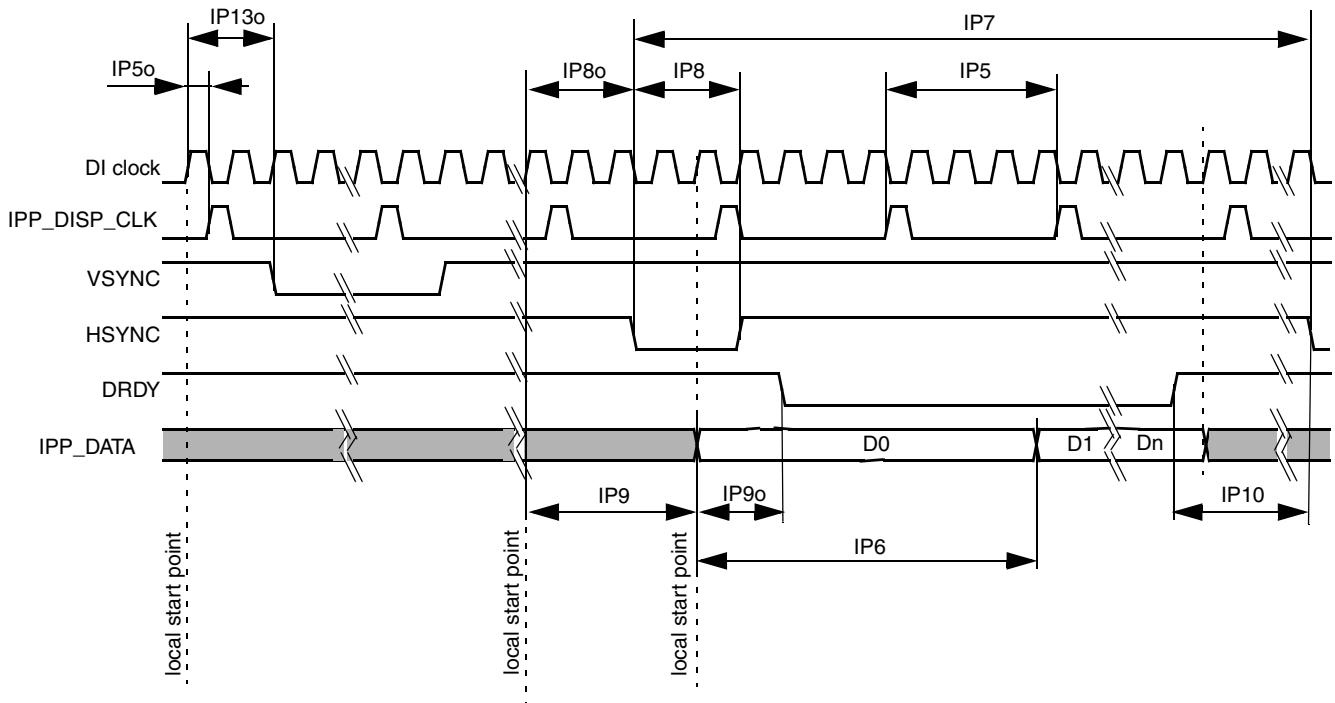 IP13o
IP7
IP5o
IP8o
IP8
IP5
DI clock
IPP_DISP_CLK
VSYNC
HSYNC
DRDY
IPP_DATA
D0
D1
Dn
IP9
IP9o
IP10
IP6
local start point
local start point
local start point